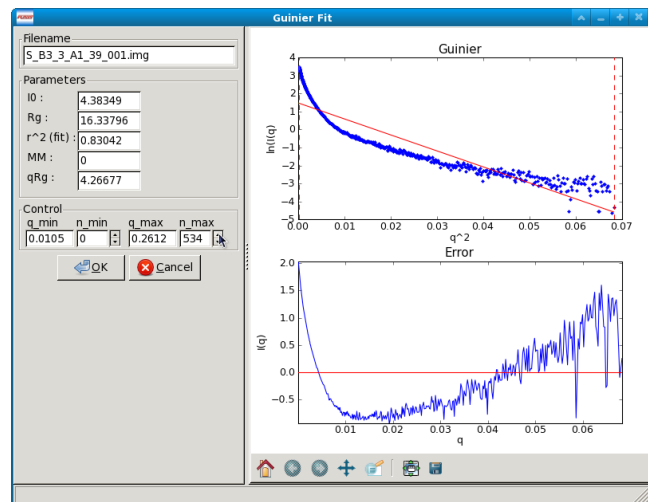 Guinier Fit
Filename
S_B3_3_A1_39_001.img
Parameters
I0 : 4.38349
Rg : 16.33796
r^2 (fit) : 0.83042
MM : 0
qRg : 4.26677
Control
q_min n_min q_max n_max
0.0105 0 0.2612 534
OK Cancel
Guinier
4
3
2
1
0
−1
−2
−3
−4
−5
ln(I(q)
0.00 0.01 0.02 0.03 0.04 0.05 0.06 0.07
q^2
Error
2.0
1.5
1.0
0.5
0.0
−0.5
I(q)
0.01 0.02 0.03 0.04 0.05 0.06
q